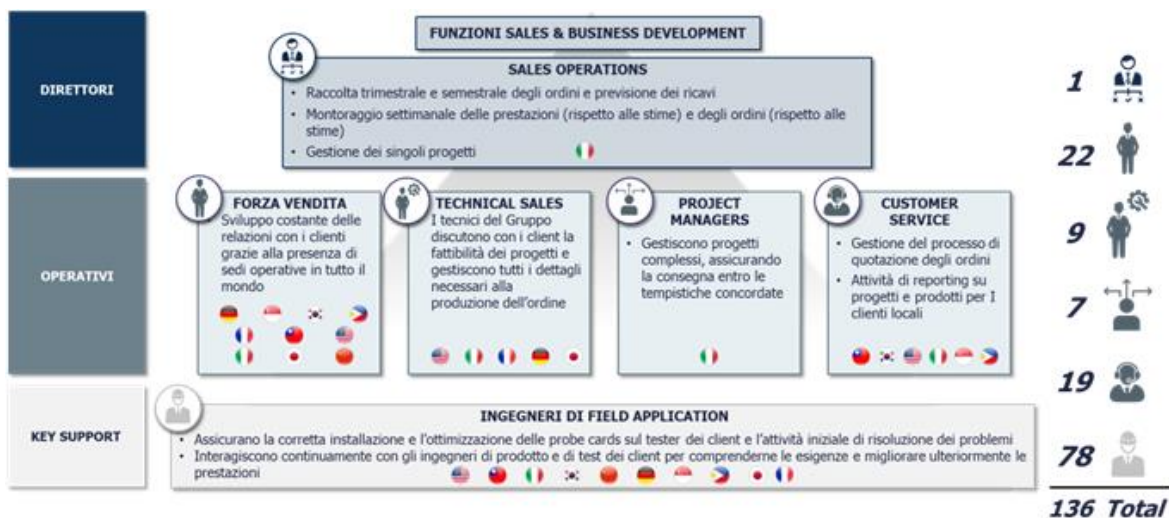 FUNZIONI SALES & BUSINESS DEVELOPMENT
DIRETTORI
SALES OPERATIONS
• Raccolta trimestrale e semestrale degli ordini e previsione dei ricavi
• Montoraggio settimanale delle prestazioni (rispetto alle stime) e degli ordini (rispetto alle
stime)
• Gestione dei singoli progetti
1
22
OPERATIVI
FORZA VENDITA
Sviluppo costante delle
relazioni con i clienti
grazie alla presenza di
sedi operative in tutto il
mondo
TECHNICAL SALES
I tecnici del Gruppo
discutono con i client la
fattibilità dei progetti e
gestiscono tutti i dettagli
necessari alla
produzione dell'ordine
PROJECT
MANAGERS
• Gestiscono progetti
complessi, assicurando
la consegna entro le
tempistiche concordate
CUSTOMER
SERVICE
• Gestione del processo di
quotazione degli ordini
• Attività di reporting su
progetti e prodotti per I
clienti locali
9
7
19
KEY SUPPORT
INGEGNERI DI FIELD APPLICATION
• Assicurano la corretta installazione e l'ottimizzazione delle probe cards sul tester dei client e l'attività iniziale di risoluzione dei problemi
• Interagiscono continuamente con gli ingegneri di prodotto e di test dei client per comprenderne le esigenze e migliorare ulteriormente le
prestazioni
78
136 Total